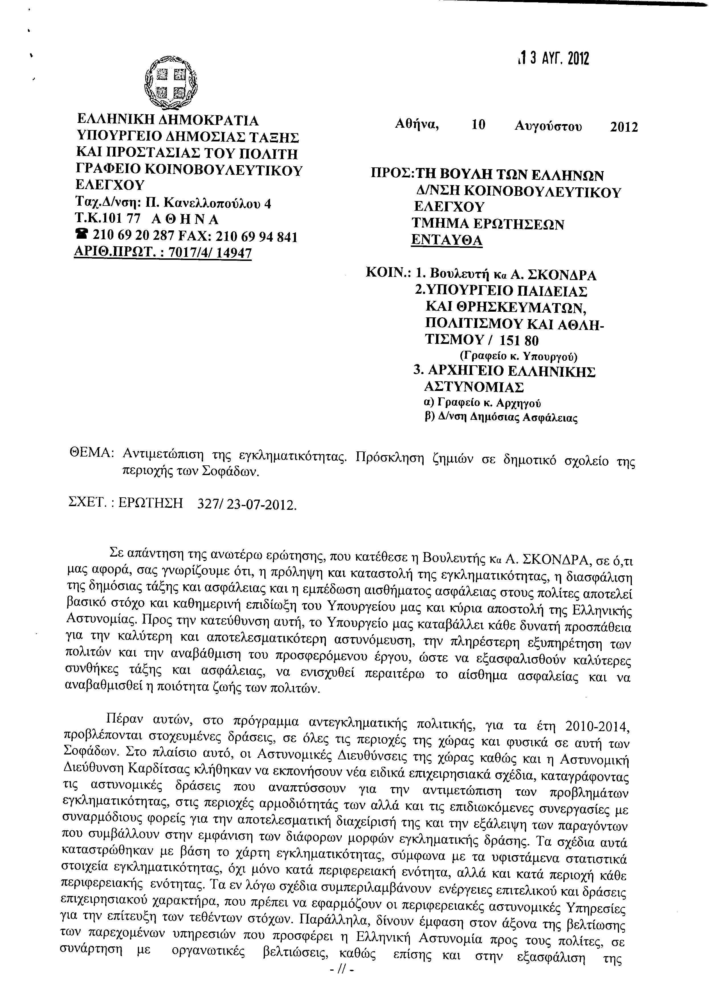 13 ΑΥΓ. 2012
ΕΛΛΗΝΙΚΗ ΔΗΜΟΚΡΑΤΙΑ
ΥΠΟΥΡΓΕΙΟ ΔΗΜΟΣΙΑΣ ΤΑΞΗΣ
ΚΑΙ ΠΡΟΣΤΑΣΙΑΣ ΤΟΥ ΠΟΛΙΤΗ
ΓΡΑΦΕΙΟ ΚΟΙΝΟΒΟΥΛΕΥΤΙΚΟΥ
ΕΛΕΓΧΟΥ
Ταχ.Δ/νση: Π. Κανελλοπούλου 4
Τ.Κ.101 77 Α Θ Η Ν Α
☎ 210 69 20 287 FAX: 210 69 94 841
ΑΡΙΘ.ΠΡΩΤ. : 7017/4/ 14947
Αθήνα, 10 Αυγούστου 2012
ΠΡΟΣ:ΤΗ ΒΟΥΛΗ ΤΩΝ ΕΛΛΗΝΩΝ
Δ/ΝΣΗ ΚΟΙΝΟΒΟΥΛΕΥΤΙΚΟΥ
ΕΛΕΓΧΟΥ
ΤΜΗΜΑ ΕΡΩΤΗΣΕΩΝ
ΕΝΤΑΥΘΑ
ΚΟΙΝ.: 1. Βουλευτή κα Α. ΣΚΟΝΔΡΑ
2.ΥΠΟΥΡΓΕΙΟ ΠΑΙΔΕΙΑΣ
ΚΑΙ ΘΡΗΣΚΕΥΜΑΤΩΝ,
ΠΟΛΙΤΙΣΜΟΥ ΚΑΙ ΑΘΛΗ-
ΤΙΣΜΟΥ / 151 80
(Γραφείο κ. Υπουργού)
3. ΑΡΧΗΓΕΙΟ ΕΛΛΗΝΙΚΗΣ
ΑΣΤΥΝΟΜΙΑΣ
α) Γραφείο κ. Αρχηγού
β) Δ/νση Δημόσιας Ασφάλειας
ΘΕΜΑ: Αντιμετώπιση της εγκληματικότητας. Πρόσκληση ζημιών σε δημοτικό σχολείο της
περιοχής των Σοφάδων.
ΣΧΕΤ. : ΕΡΩΤΗΣΗ 327/ 23-07-2012.
Σε απάντηση της ανωτέρω ερώτησης, που κατέθεσε η Βουλευτής κα Α. ΣΚΟΝΔΡΑ, σε ό,τι
μας αφορά, σας γνωρίζουμε ότι, η πρόληψη και καταστολή της εγκληματικότητας, η διασφάλιση
της δημόσιας τάξης και ασφάλειας και η εμπέδωση αισθήματος ασφάλειας στους πολίτες αποτελεί
βασικό στόχο και καθημερινή επιδίωξη του Υπουργείου μας και κύρια αποστολή της Ελληνικής
Αστυνομίας. Προς την κατεύθυνση αυτή, το Υπουργείο μας καταβάλλει κάθε δυνατή προσπάθεια
για την καλύτερη και αποτελεσματικότερη αστυνόμευση, την πληρέστερη εξυπηρέτηση των
πολιτών και την αναβάθμιση του προσφερόμενου έργου, ώστε να εξασφαλισθούν καλύτερες
συνθήκες τάξης και ασφάλειας, να ενισχυθεί περαιτέρω το αίσθημα ασφαλείας και να
αναβαθμισθεί η ποιότητα ζωής των πολιτών.
Πέραν αυτών, στο πρόγραμμα αντεγκληματικής πολιτικής, για τα έτη 2010-2014,
προβλέπονται στοχευμένες δράσεις, σε όλες τις περιοχές της χώρας και φυσικά σε αυτή των
Σοφάδων. Στο πλαίσιο αυτό, οι Αστυνομικές Διευθύνσεις της χώρας καθώς και η Αστυνομική
Διεύθυνση Καρδίτσας κλήθηκαν να εκπονήσουν νέα ειδικά επιχειρησιακά σχέδια, καταγράφοντας
τις αστυνομικές δράσεις που αναπτύσσουν για την αντιμετώπιση των προβλημάτων
εγκληματικότητας, στις περιοχές αρμοδιότητάς των αλλά και τις επιδιωκόμενες συνεργασίες με
συναρμόδιους φορείς για την αποτελεσματική διαχείρισή της και την εξάλειψη των παραγόντων
που συμβάλλουν στην εμφάνιση των διάφορων μορφών εγκληματικής δράσης. Τα σχέδια αυτά
καταστρώθηκαν με βάση το χάρτη εγκληματικότητας, σύμφωνα με τα υφιστάμενα στατιστικά
στοιχεία εγκληματικότητας, όχι μόνο κατά περιφερειακή ενότητα, αλλά και κατά περιοχή κάθε
περιφερειακής ενότητας. Τα εν λόγω σχέδια συμπεριλαμβάνουν ενέργειες επιτελικού και δράσεις
επιχειρησιακού χαρακτήρα, που πρέπει να εφαρμόζουν οι περιφερειακές αστυνομικές Υπηρεσίες
για την επίτευξη των τεθέντων στόχων. Παράλληλα, δίνουν έμφαση στον άξονα της βελτίωσης
των παρεχομένων υπηρεσιών που προσφέρει η Ελληνική Αστυνομία προς τους πολίτες, σε
συνάρτηση με οργανωτικές βελτιώσεις, καθώς επίσης και στην εξασφάλιση της
- // -